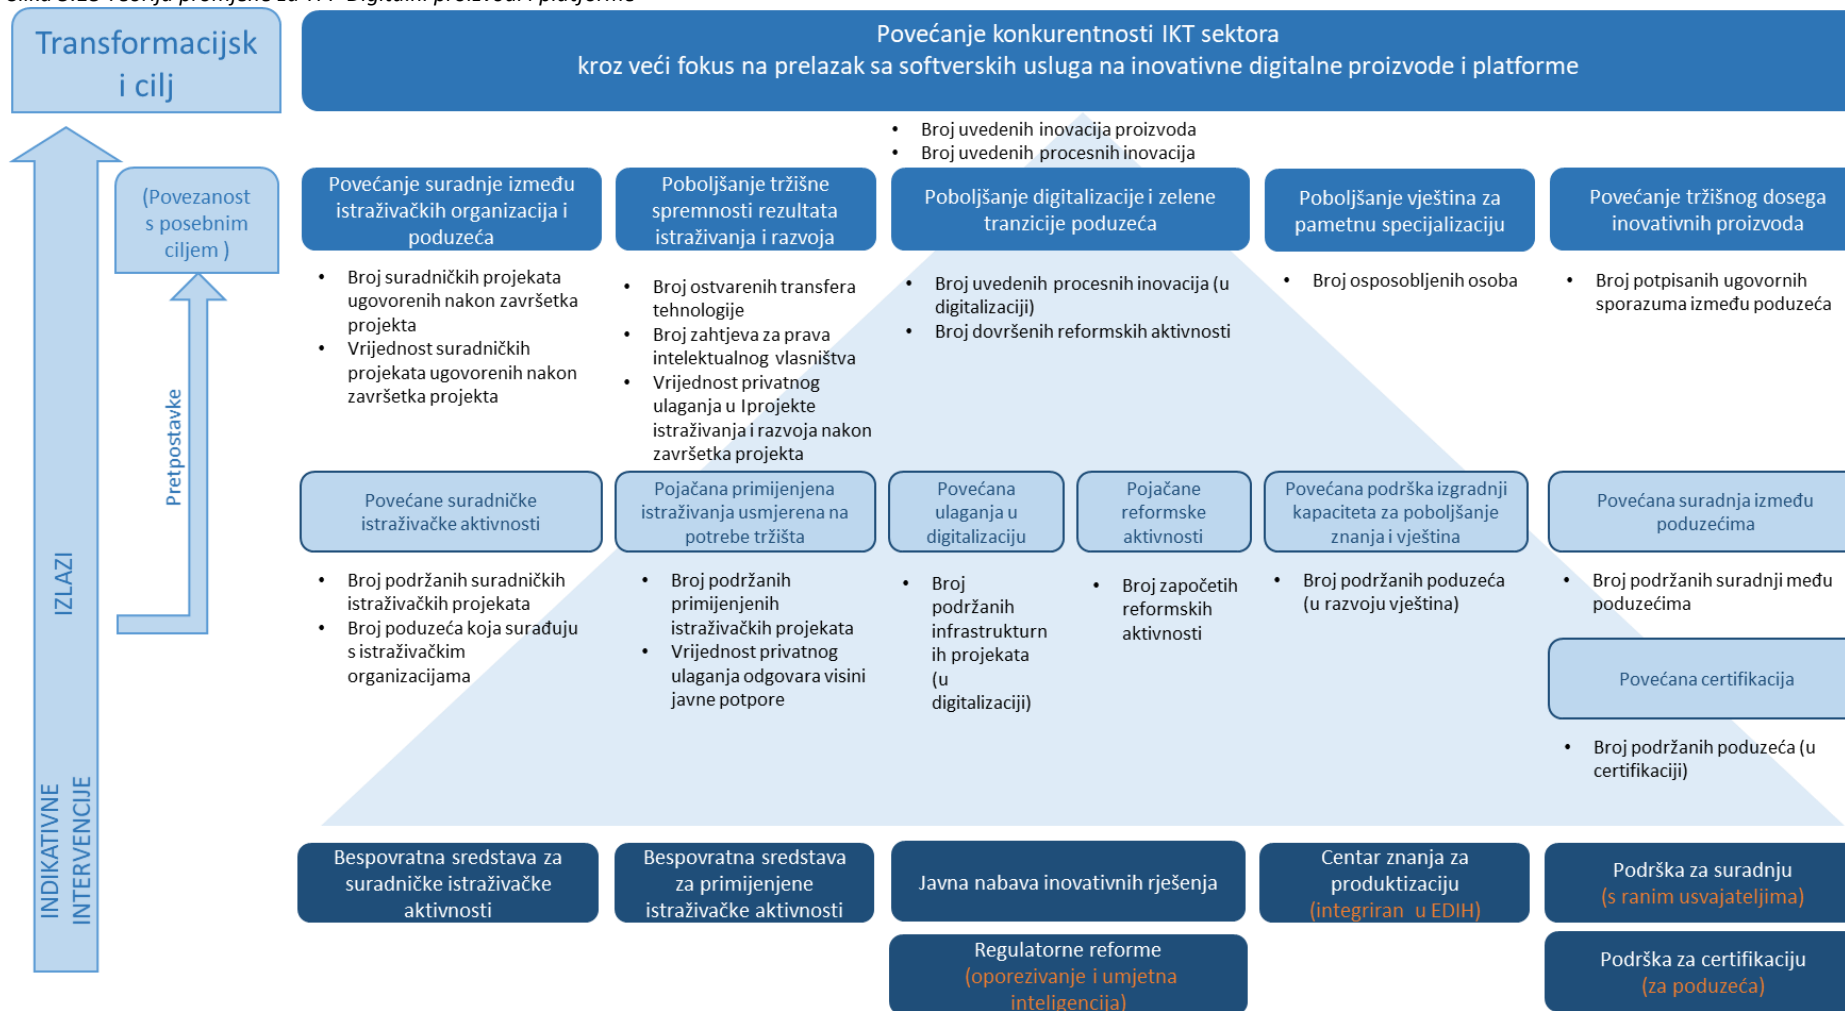 Transformacijsk
i cilj
Povećanje konkurentnosti IKT sektora
kroz veći fokus na prelazak sa softverskih usluga na inovativne digitalne proizvode i platforme
• Broj uvedenih inovacija proizvoda
• Broj uvedenih procesnih inovacija
(Povezanost
s posebnim
ciljem )
Povećanje suradnje između
istraživačkih organizacija i
poduzeća
Poboljšanje tržišne
spremnosti rezultata
istraživanja i razvoja
Poboljšanje digitalizacije i zelene
tranzicije poduzeća
Poboljšanje vještina za
pametnu specijalizaciju
Povećanje tržišnog dosega
inovativnih proizvoda
• Broj suradničkih projekata
ugovorenih nakon završetka
projekta
• Vrijednost suradničkih
projekata ugovorenih nakon
završetka projekta
• Broj ostvarenih transfera
tehnologije
• Broj zahtjeva za prava
intelektualnog vlasništva
• Vrijednost privatnog
ulaganja u Iprojekte
istraživanja i razvoja nakon
završetka projekta
• Broj uvedenih procesnih inovacija (u
digitalizaciji)
• Broj dovršenih reformskih aktivnosti
• Broj osposobljenih osoba
• Broj potpisanih ugovornih
sporazuma između poduzeća
Pretpostavke
Povećane suradničke
istraživačke aktivnosti
Pojačana primijenjena
istraživanja usmjerena na
potrebe tržišta
Povećana
ulaganja u
digitalizaciju
Pojačane
reformske
aktivnosti
Povećana podrška izgradnji
kapaciteta za poboljšanje
znanja i vještina
Povećana suradnja između
poduzećima
IZLAZI
• Broj podržanih suradničkih
istraživačkih projekata
• Broj poduzeća koja surađuju
s istraživačkim
organizacijama
• Broj podržanih
primijenjenih
istraživačkih projekata
• Vrijednost privatnog
ulaganja odgovara visini
javne potpore
• Broj
podržanih
infrastrukturn
ih projekata
(u
digitalizaciji)
• Broj započetih
reformskih
aktivnosti
• Broj podržanih poduzeća
(u razvoju vještina)
• Broj podržanih suradnji među
poduzećima
Povećana certifikacija
• Broj podržanih poduzeća (u
certifikaciji)
INDIKATIVNE
INTERVENCIJE
Bespovratna sredstava za
suradničke istraživačke
aktivnosti
Bespovratna sredstava
za primijenjene
istraživačke aktivnosti
Javna nabava inovativnih rješenja
Centar znanja za
produktizaciju
(integriran u EDIH)
Podrška za suradnju
(s ranim usvajateljima)
Regulatorne reforme
(oporezivanje i umjetna
inteligencija)
Podrška za certifikaciju
(za poduzeća)